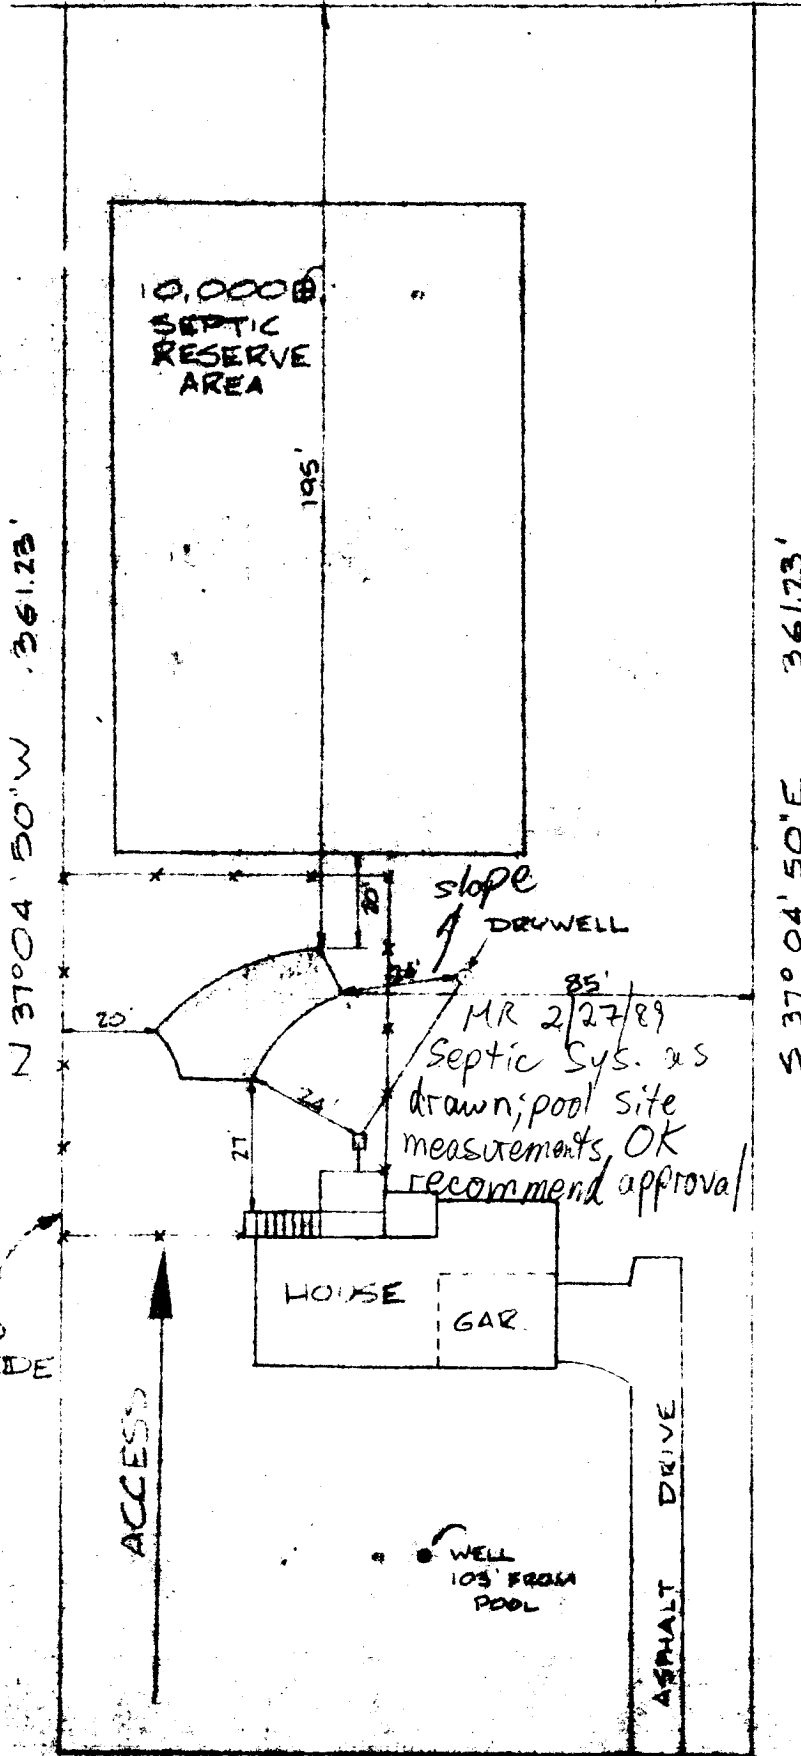 10,000
SEPTIC
RESERVE
AREA
195'
N 37°04'50"W 361.23'
S 37°04'50"E 361.23'
20'
slope
DRYWELL
20'
85'
MR 2/27/89
Septic Sys. as
drawn; pool site
measurements OK
recommend approval
24'
27'
HOUSE
GAR.
DE
ACCESS
WELL
103' FROM
POOL
ASPHALT DRIVE